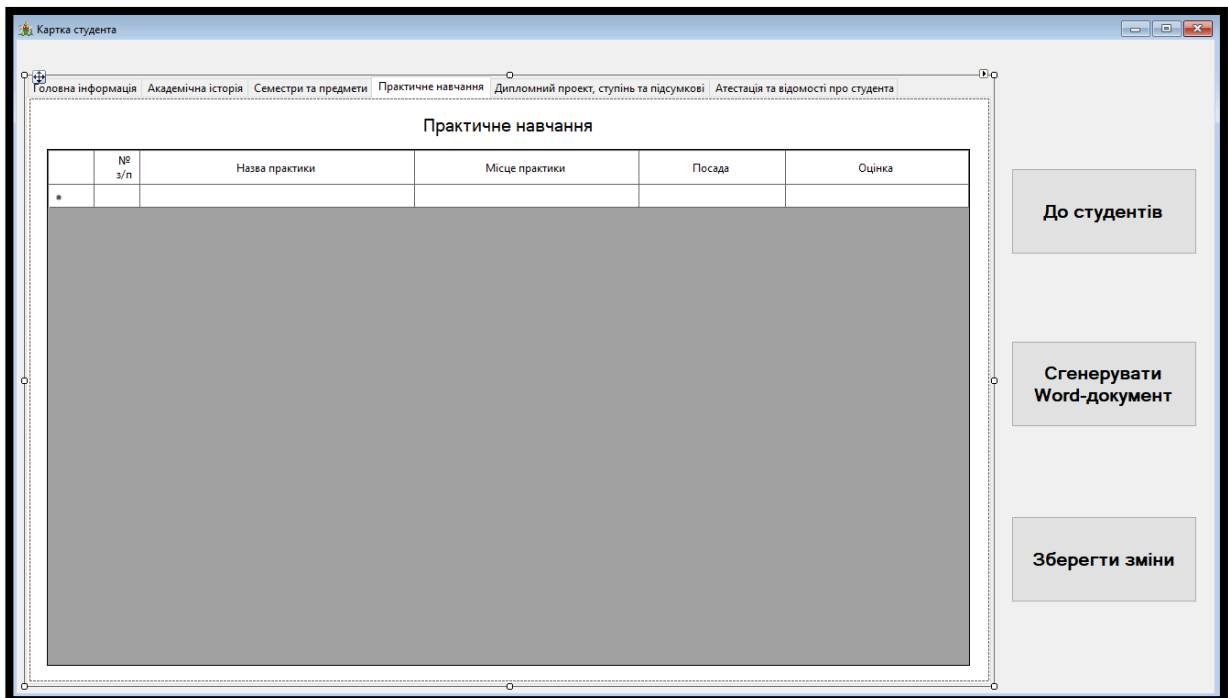 Картка студента
Головна інформація Академічна історія Семестри та предмети Практичне навчання Дипломний проект, ступінь та підсумкові Атестація та відомості про студента
Практичне навчання
№ з/п Назва практики Місце практики Посада Оцінка
До студентів
Сгенерувати
Word-документ
Зберегти зміни